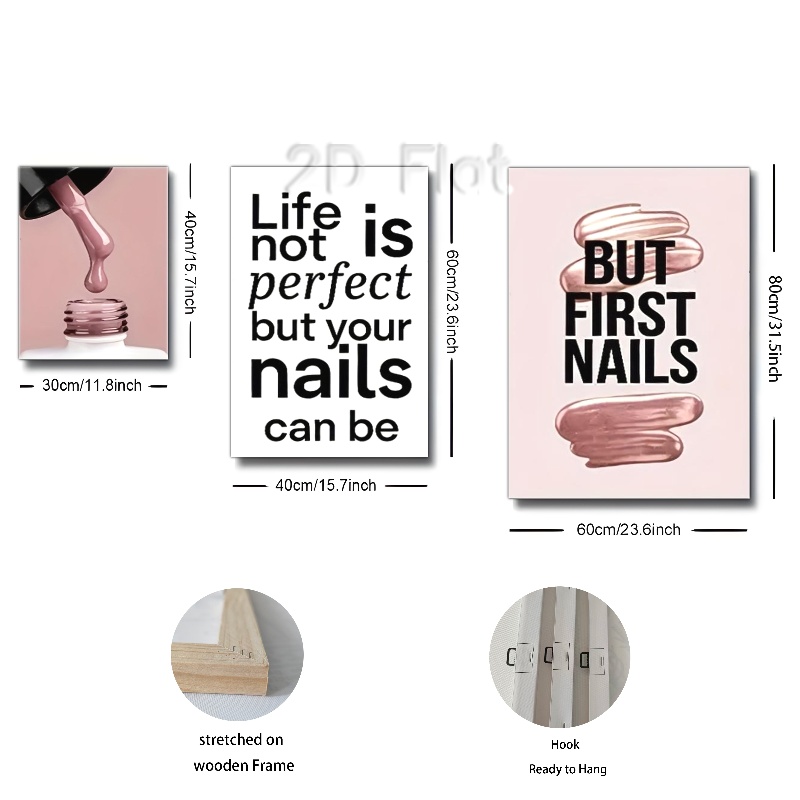 2D Flat
Life is
not
perfect
but your
nails
can be
BUT
FIRST
NAILS
40cm/15.7inch
30cm/11.8inch
60cm/23.6inch
40cm/15.7inch
80cm/31.5inch
60cm/23.6inch
stretched on
wooden Frame
Hook
Ready to Hang